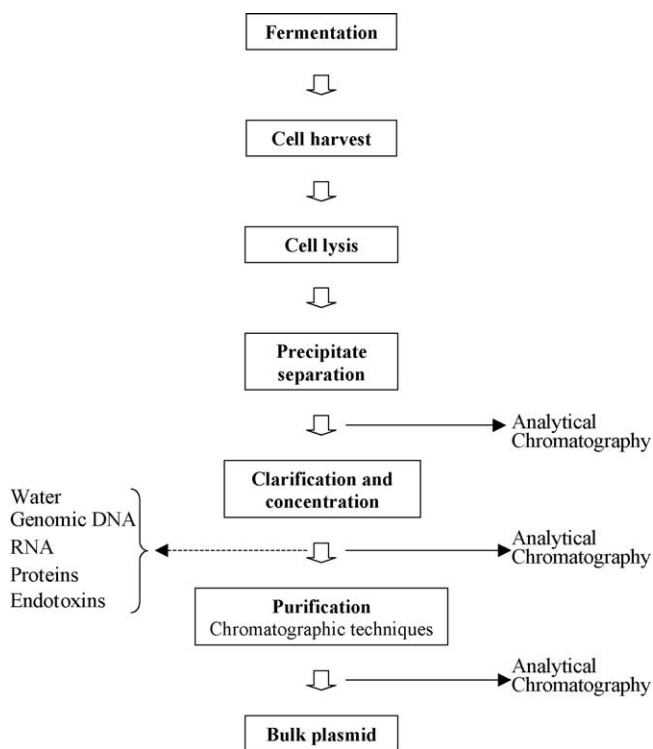 Fermentation
Cell harvest
Cell lysis
Precipitate
separation
Analytical
Chromatography
Clarification and
concentration
Water
Genomic DNA
RNA
Proteins
Endotoxins
Analytical
Chromatography
Purification
Chromatographic techniques
Analytical
Chromatography
Bulk plasmid